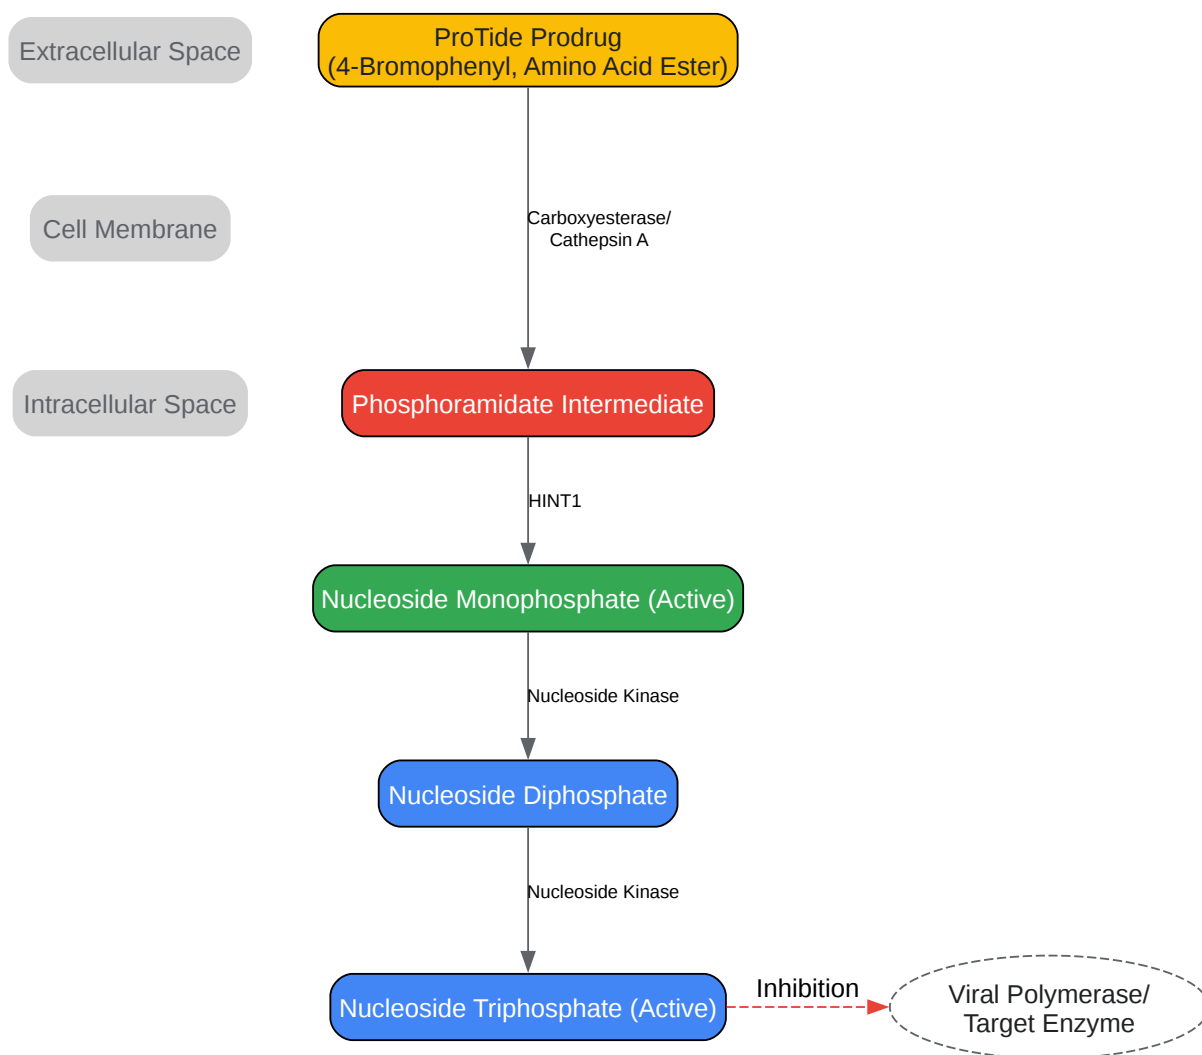 Extracellular Space
ProTide Prodrug
(4-Bromophenyl, Amino Acid Ester)
Cell Membrane
Carboxyesterase/
Cathepsin A
Intracellular Space
Phosphoramidate Intermediate
HINT1
Nucleoside Monophosphate (Active)
Nucleoside Kinase
Nucleoside Diphosphate
Nucleoside Kinase
Nucleoside Triphosphate (Active)
Inhibition
Viral Polymerase/
Target Enzyme